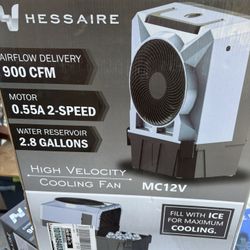 HESSAIRE
AIRFLOW DELIVERY
900 CFM
MOTOR
0.55A 2-SPEED
WATER RESERVOIR
2.8 GALLONS
HIGH VELOCITY
COOLING FAN
MC12V
FILL WITH ICE
FOR MAXIMUM
COOLING.